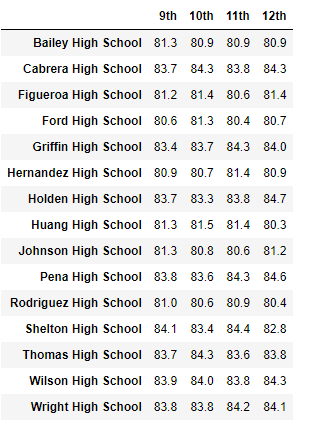 9th 10th 11th 12th
Bailey High School 81.3 80.9 80.9 80.9
Cabrera High School 83.7 84.3 83.8 84.3
Figueroa High School 81.2 81.4 80.6 81.4
Ford High School 80.6 81.3 80.4 80.7
Griffin High School 83.4 83.7 84.3 84.0
Hernandez High School 80.9 80.7 81.4 80.9
Holden High School 83.7 83.3 83.8 84.7
Huang High School 81.3 81.5 81.4 80.3
Johnson High School 81.3 80.8 80.6 81.2
Pena High School 83.8 83.6 84.3 84.6
Rodriguez High School 81.0 80.6 80.9 80.4
Shelton High School 84.1 83.4 84.4 82.8
Thomas High School 83.7 84.3 83.6 83.8
Wilson High School 83.9 84.0 83.8 84.3
Wright High School 83.8 83.8 84.2 84.1